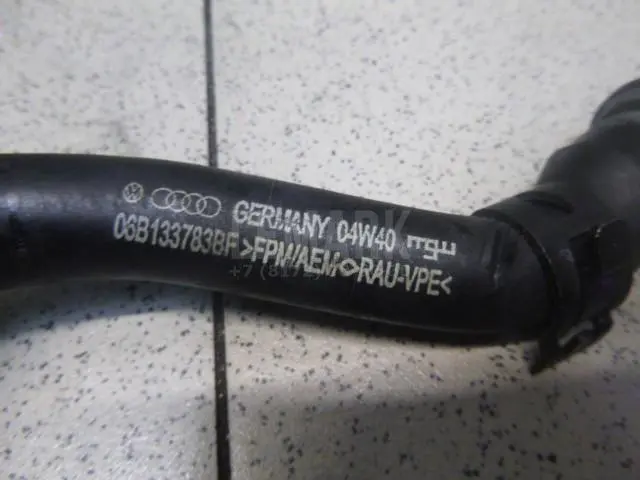 GERMANY 04W40
06B133783BF >FPM/AEM<>RAU-VPE<